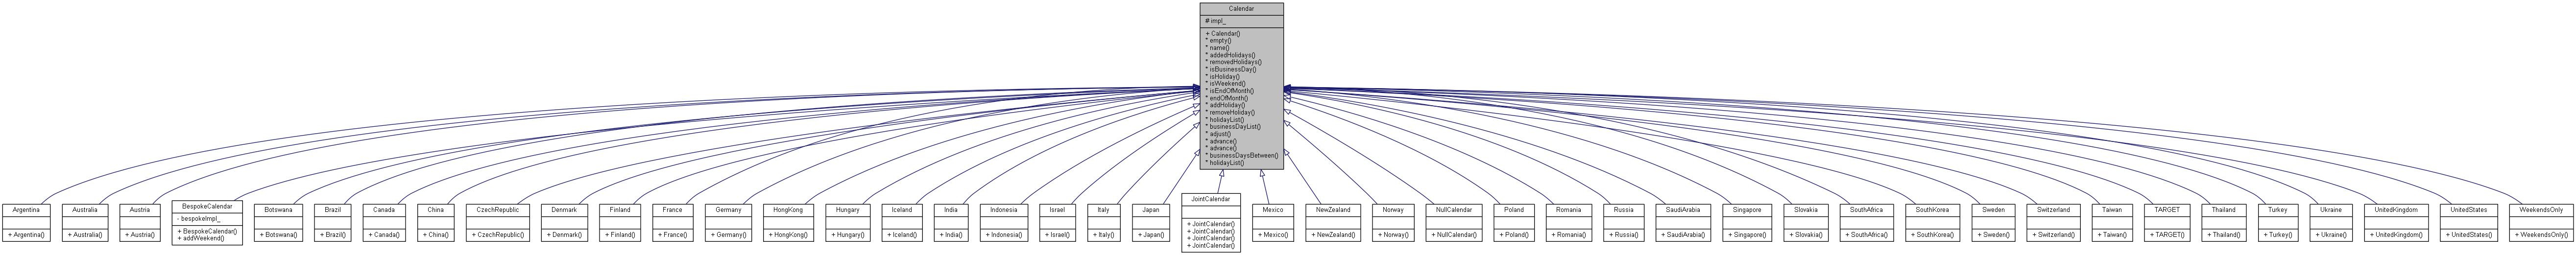 Calendar
# impl_
+ Calendar()
* empty()
* name()
* addedHolidays()
* removedHolidays()
* isBusinessDay()
* isHoliday()
* isWeekend()
* isEndOfMonth()
* endOfMonth()
* addHoliday()
* removeHoliday()
* holidayList()
* businessDayList()
* adjust()
* advance()
* advance()
* businessDaysBetween()
* holidayList()
Argentina
+ Argentina()
Australia
+ Australia()
Austria
+ Austria()
BespokeCalendar
- bespokeImpl_
+ BespokeCalendar()
+ addWeekend()
Botswana
+ Botswana()
Brazil
+ Brazil()
Canada
+ Canada()
China
+ China()
CzechRepublic
+ CzechRepublic()
Denmark
+ Denmark()
Finland
+ Finland()
France
+ France()
Germany
+ Germany()
HongKong
+ HongKong()
Hungary
+ Hungary()
Iceland
+ Iceland()
India
+ India()
Indonesia
+ Indonesia()
Israel
+ Israel()
Italy
+ Italy()
Japan
+ Japan()
JointCalendar
+ JointCalendar()
+ JointCalendar()
+ JointCalendar()
+ JointCalendar()
Mexico
+ Mexico()
NewZealand
+ NewZealand()
Norway
+ Norway()
NullCalendar
+ NullCalendar()
Poland
+ Poland()
Romania
+ Romania()
Russia
+ Russia()
SaudiArabia
+ SaudiArabia()
Singapore
+ Singapore()
Slovakia
+ Slovakia()
SouthAfrica
+ SouthAfrica()
SouthKorea
+ SouthKorea()
Sweden
+ Sweden()
Switzerland
+ Switzerland()
Taiwan
+ Taiwan()
TARGET
+ TARGET()
Thailand
+ Thailand()
Turkey
+ Turkey()
Ukraine
+ Ukraine()
UnitedKingdom
+ UnitedKingdom()
UnitedStates
+ UnitedStates()
WeekendsOnly
+ WeekendsOnly()